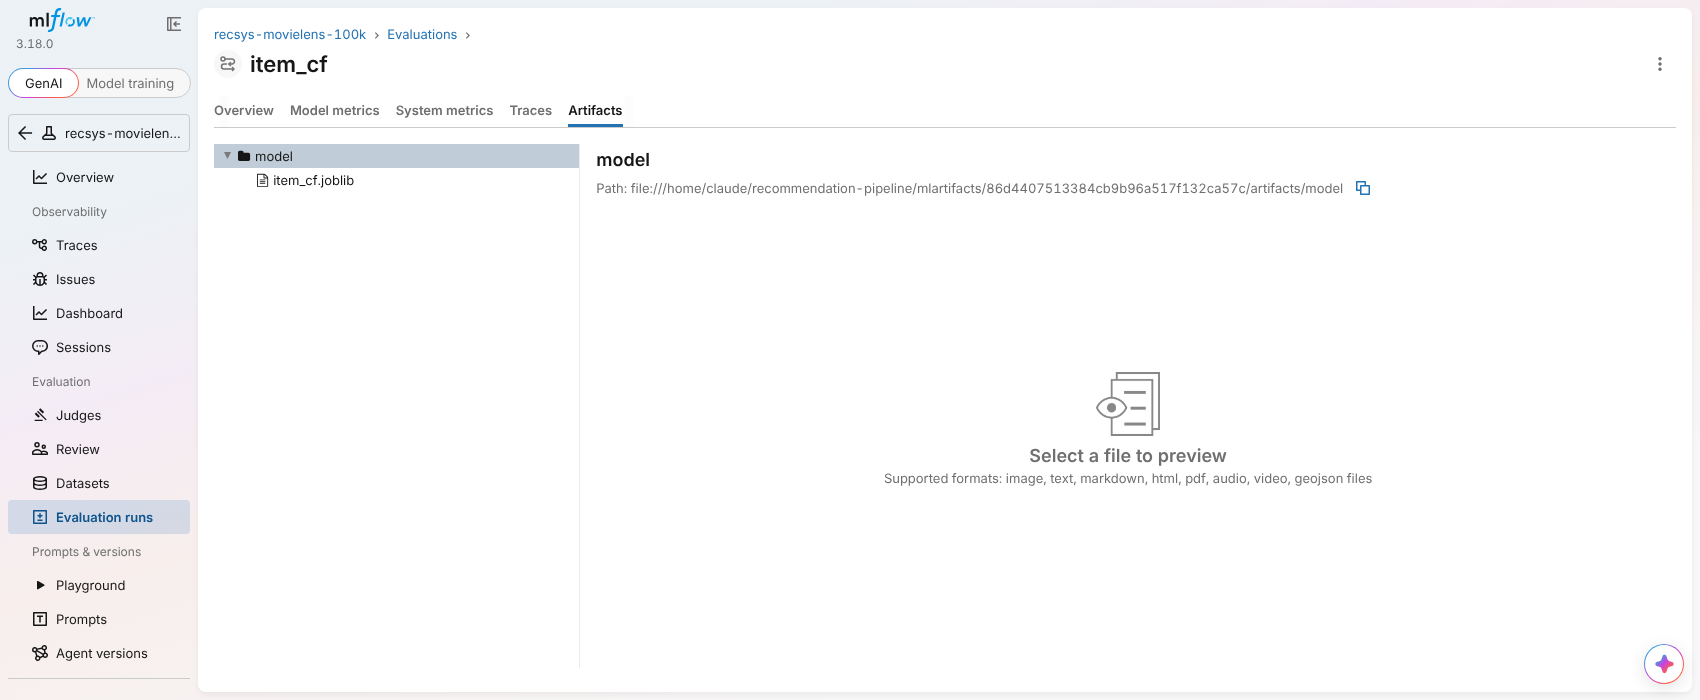 mlflow
3.18.0
GenAI
Model training
recsys-movielen...
Overview
Observability
Traces
Issues
Dashboard
Sessions
Evaluation
Judges
Review
Datasets
Evaluation runs
Prompts & versions
Playground
Prompts
Agent versions
recsys-movielens-100k > Evaluations >
item_cf
Overview Model metrics System metrics Traces Artifacts
model
item_cf.joblib
model
Path: file:///home/claude/recommendation-pipeline/mlartifacts/86d4407513384cb9b96a517f132ca57c/artifacts/model
Select a file to preview
Supported formats: image, text, markdown, html, pdf, audio, video, geojson files